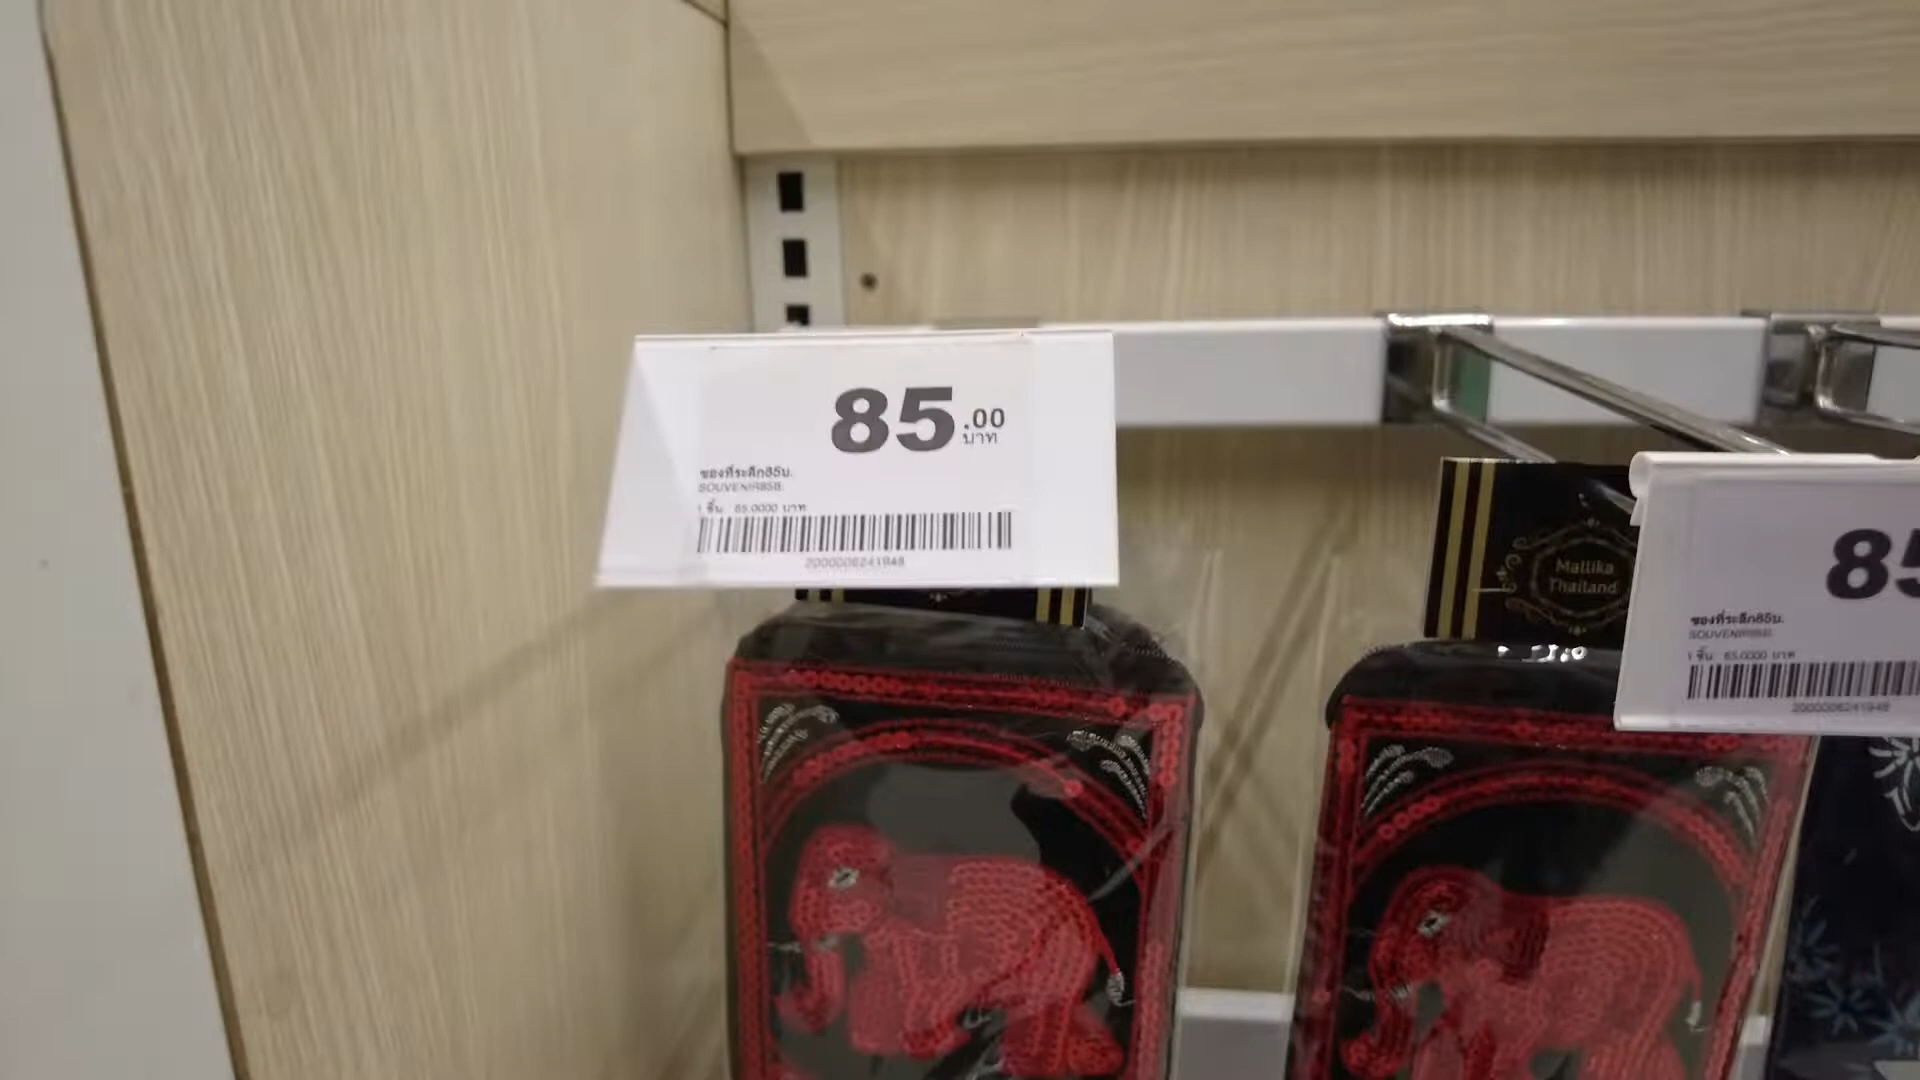 85.00
บาท
ของที่ระลึก85บ.
SOUVENIR85B.
1 ชิ้น 85.0000 บาท
2000006241948
Mallika
Thailand
85
ของที่ระลึก85บ.
SOUVENIR85B.
1 ชิ้น 85.0000 บาท
2000006241948